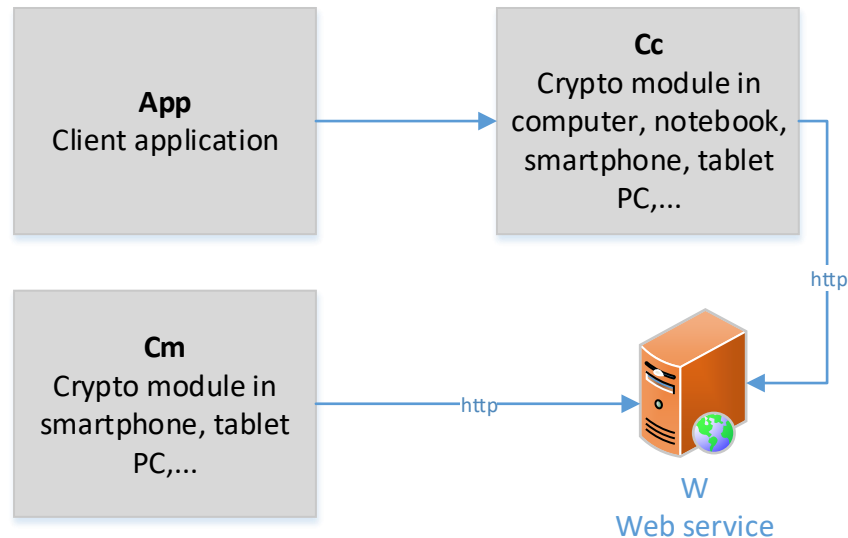 App
Client application
Cc
Crypto module in
computer, notebook,
smartphone, tablet
PC,...
http
Cm
Crypto module in
smartphone, tablet
PC,...
http
W
Web service